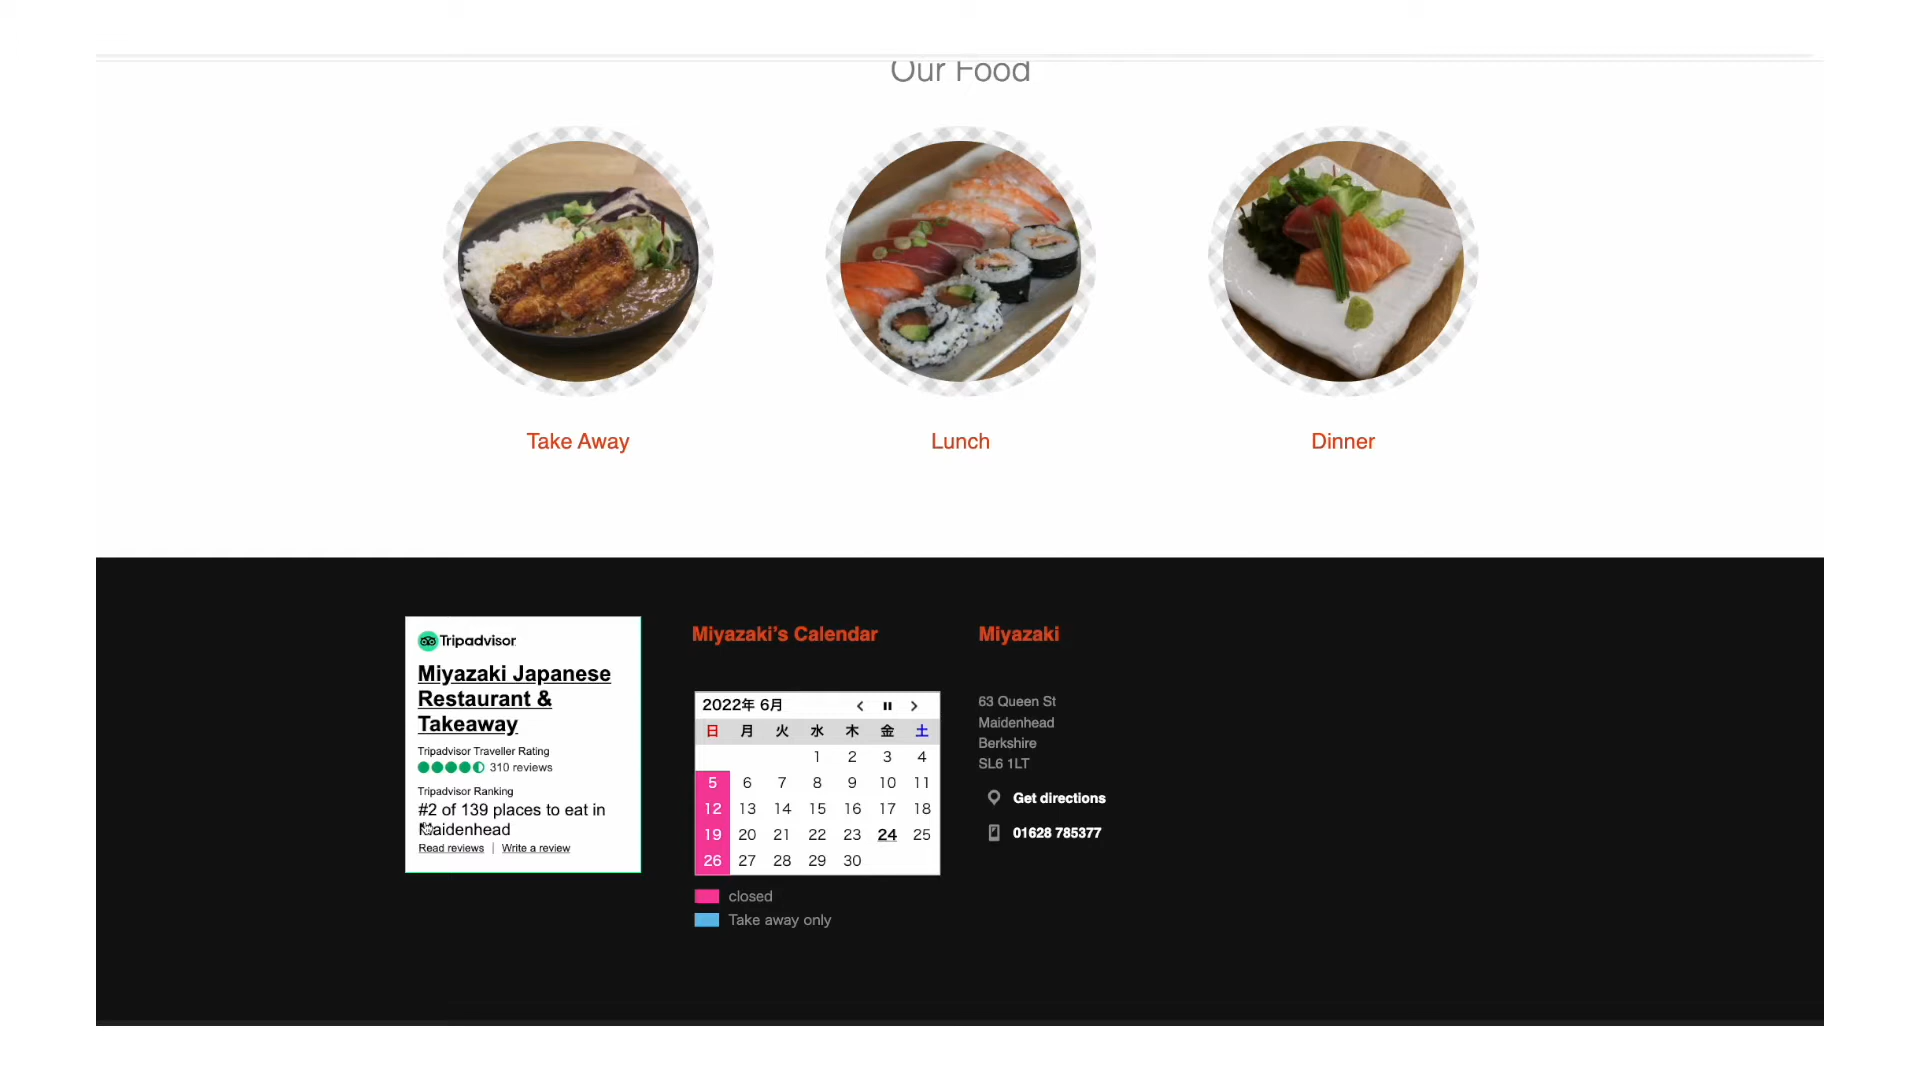 Our Food
Take Away
Lunch
Dinner
Tripadvisor
Miyazaki Japanese
Restaurant &
Takeaway
Tripadvisor Traveller Rating
310 reviews
Tripadvisor Ranking
#2 of 139 places to eat in
Maidenhead
Read reviews | Write a review
Miyazaki's Calendar
2022年 6月
日 月 火 水 木 金 土
1 2 3 4
5 6 7 8 9 10 11
12 13 14 15 16 17 18
19 20 21 22 23 24 25
26 27 28 29 30
closed
Take away only
Miyazaki
63 Queen St
Maidenhead
Berkshire
SL6 1LT
Get directions
01628 785377